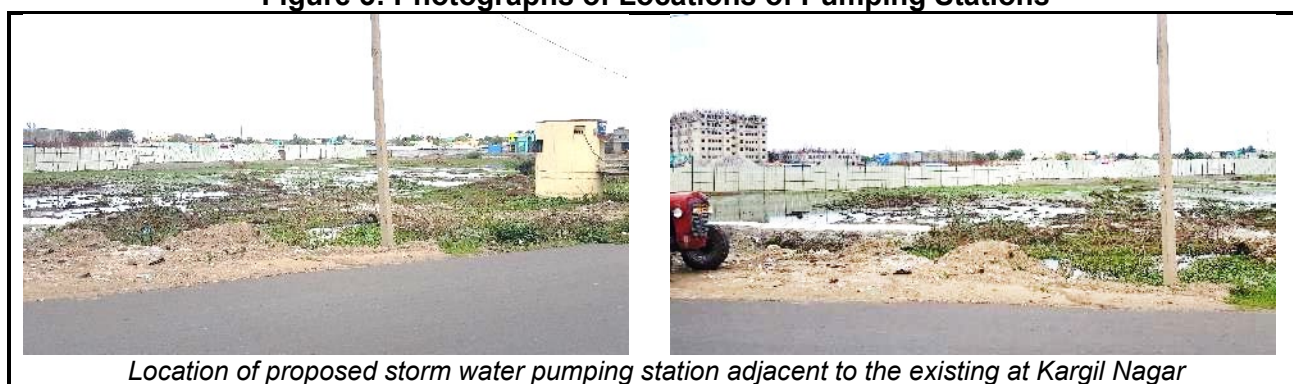 Figure : Photographs of Locations of Pumping Stations
Location of proposed storm water pumping station adjacent to the existing at Kargil Nagar